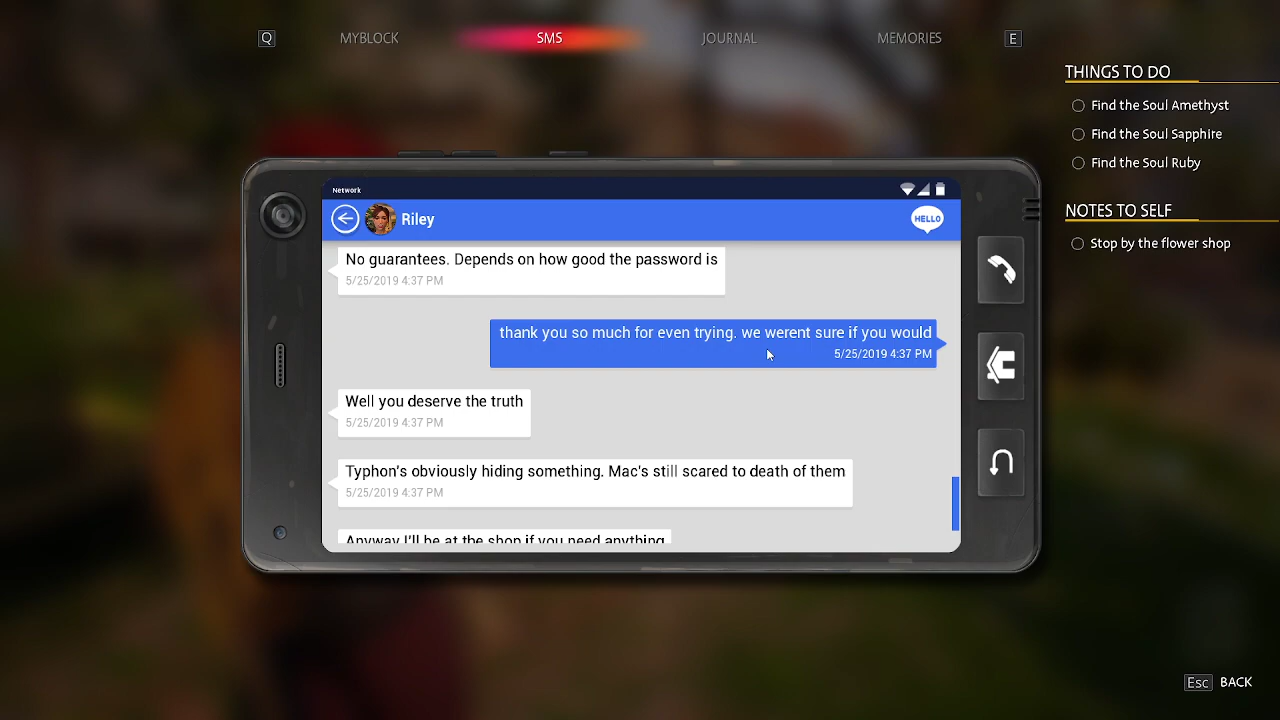 Q
MYBLOCK
SMS
JOURNAL
MEMORIES
E
THINGS TO DO
Find the Soul Amethyst
Find the Soul Sapphire
Find the Soul Ruby
NOTES TO SELF
Stop by the flower shop
Network
Riley
HELLO
No guarantees. Depends on how good the password is
5/25/2019 4:37 PM
thank you so much for even trying. we werent sure if you would
5/25/2019 4:37 PM
Well you deserve the truth
5/25/2019 4:37 PM
Typhon's obviously hiding something. Mac's still scared to death of them
5/25/2019 4:37 PM
Anyway I'll be at the shop if you need anything
Esc BACK